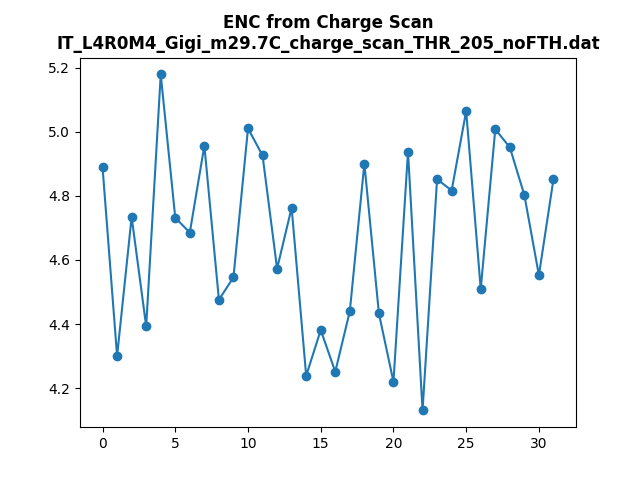 ENC from Charge Scan
IT_L4R0M4_Gigi_m29.7C_charge_scan_THR_205_noFTH.dat
5.2
5.0
4.8
4.6
4.4
4.2
0 5 10 15 20 25 30